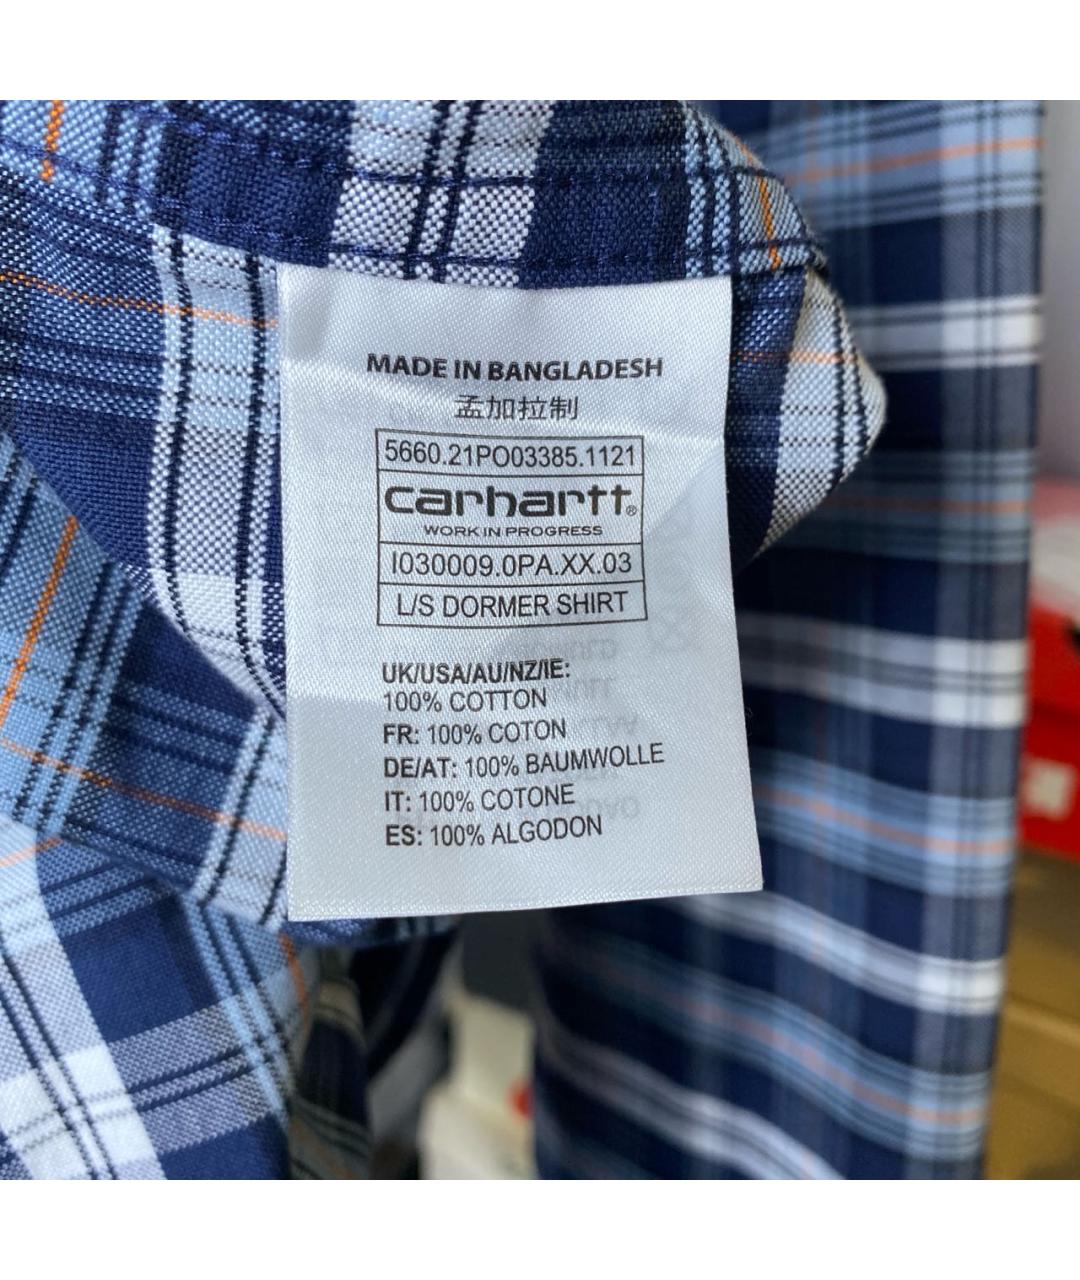 MADE IN BANGLADESH
孟加拉制
5660.21PO03385.1121
carhartt®
WORK IN PROGRESS
I030009.0PA.XX.03
L/S DORMER SHIRT
UK/USA/AU/NZ/IE:
100% COTTON
FR: 100% COTON
DE/AT: 100% BAUMWOLLE
IT: 100% COTONE
ES: 100% ALGODON